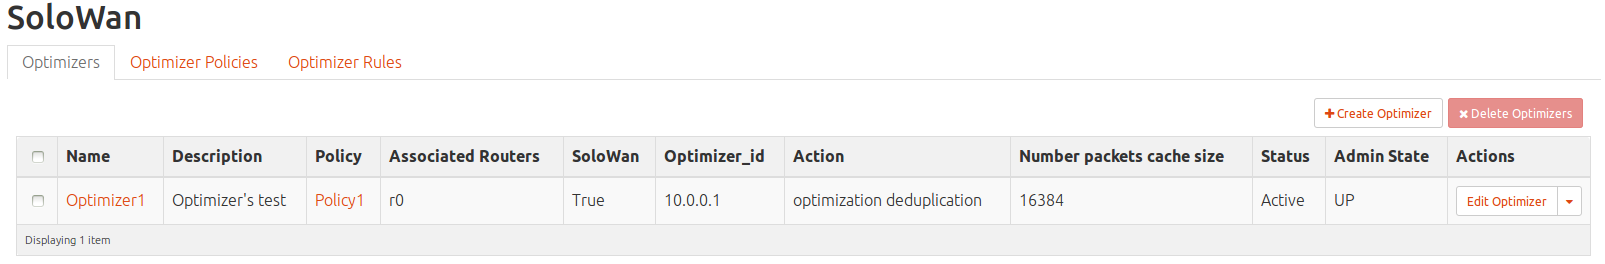 SoloWan
Optimizers Optimizer Policies Optimizer Rules
Create Optimizer Delete Optimizers
Name Description Policy Associated Routers SoloWan Optimizer_id Action Number packets cache size Status Admin State Actions
Optimizer1 Optimizer's test Policy1 r0 True 10.0.0.1 optimization deduplication 16384 Active UP Edit Optimizer
Displaying 1 item